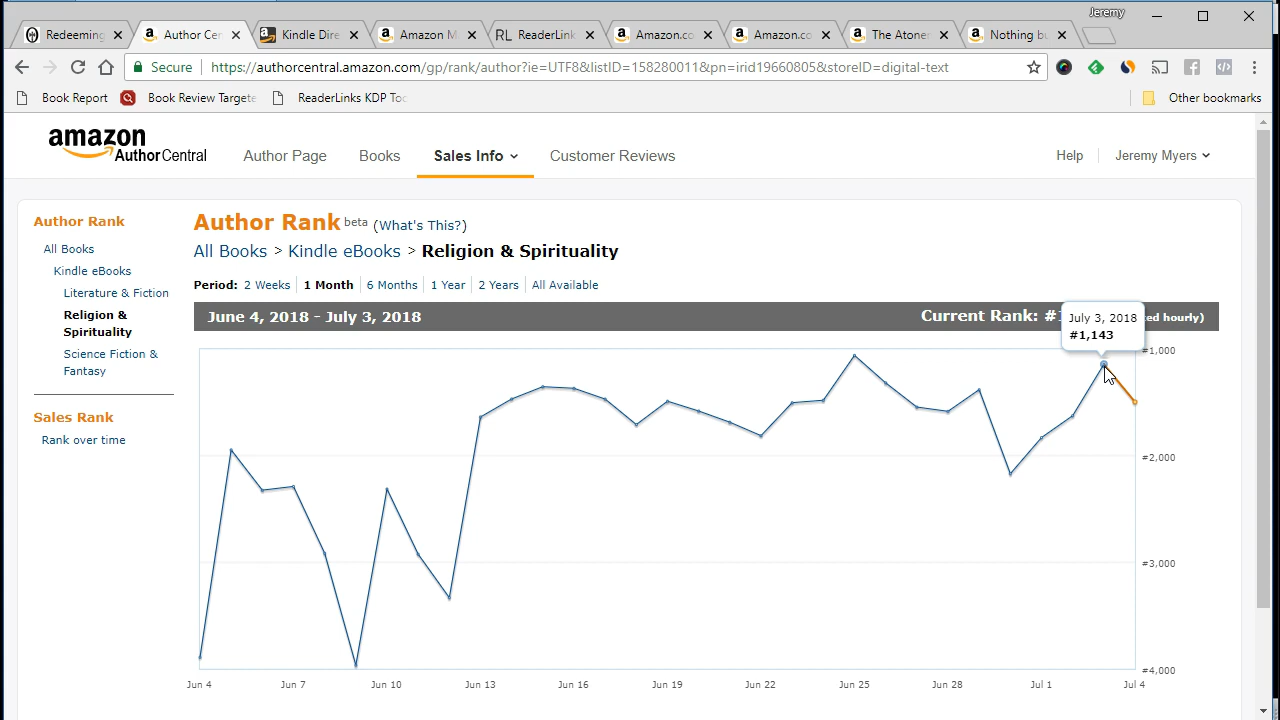 Jeremy
Redeeming
Author Cer
Kindle Dire
Amazon M
RL ReaderLink
Amazon.co
Amazon.co
The Atoner
Nothing bu
Secure https://authorcentral.amazon.com/gp/rank/author?ie=UTF8&listID=158280011&pn=irid19660805&storeID=digital-text
Book Report Book Review Targete ReaderLinks KDP Too Other bookmarks
amazon
AuthorCentral
Author Page Books Sales Info Customer Reviews Help Jeremy Myers
Author Rank
All Books
Kindle eBooks
Literature & Fiction
Religion &
Spirituality
Science Fiction &
Fantasy
Sales Rank
Rank over time
Author Rank beta (What's This?)
All Books > Kindle eBooks > Religion & Spirituality
Period: 2 Weeks 1 Month 6 Months 1 Year 2 Years All Available
June 4, 2018 - July 3, 2018 Current Rank: #1 ed hourly)
July 3, 2018
#1,143
#1,000
#2,000
#3,000
#4,000
Jun 4 Jun 7 Jun 10 Jun 13 Jun 16 Jun 19 Jun 22 Jun 25 Jun 28 Jul 1 Jul 4